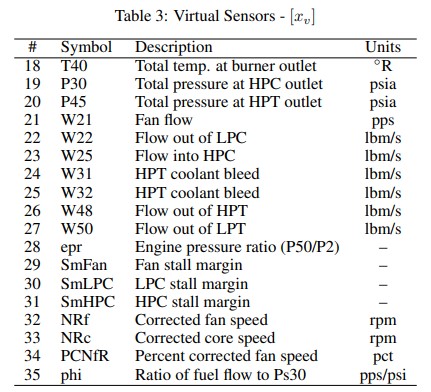 Table 3: Virtual Sensors - [x_v]
# Symbol Description Units
18 T40 Total temp. at burner outlet °R
19 P30 Total pressure at HPC outlet psia
20 P45 Total pressure at HPT outlet psia
21 W21 Fan flow pps
22 W22 Flow out of LPC lbm/s
23 W25 Flow into HPC lbm/s
24 W31 HPT coolant bleed lbm/s
25 W32 HPT coolant bleed lbm/s
26 W48 Flow out of HPT lbm/s
27 W50 Flow out of LPT lbm/s
28 epr Engine pressure ratio (P50/P2) –
29 SmFan Fan stall margin –
30 SmLPC LPC stall margin –
31 SmHPC HPC stall margin –
32 NRf Corrected fan speed rpm
33 NRc Corrected core speed rpm
34 PCNfR Percent corrected fan speed pct
35 phi Ratio of fuel flow to Ps30 pps/psi